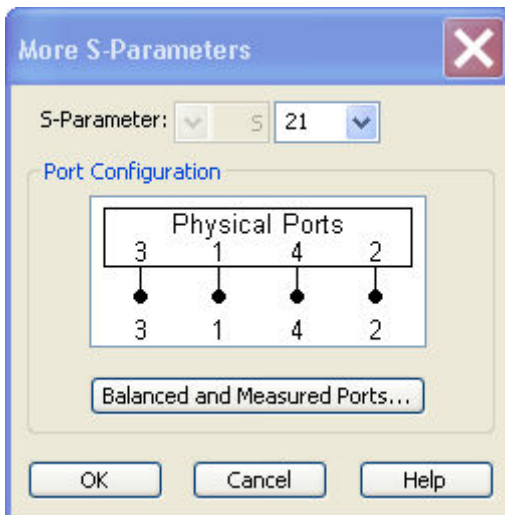 More S-Parameters
S-Parameter: S 21
Port Configuration
Physical Ports
3 1 4 2
3 1 4 2
Balanced and Measured Ports...
OK Cancel Help